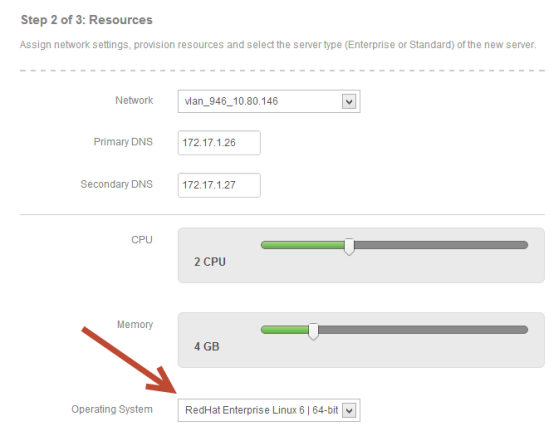 Step 2 of 3: Resources
Assign network settings, provision resources and select the server type (Enterprise or Standard) of the new server.
Network vlan_946_10.80.146
Primary DNS 172.17.1.26
Secondary DNS 172.17.1.27
CPU
2 CPU
Memory
4 GB
Operating System RedHat Enterprise Linux 6 | 64-bit